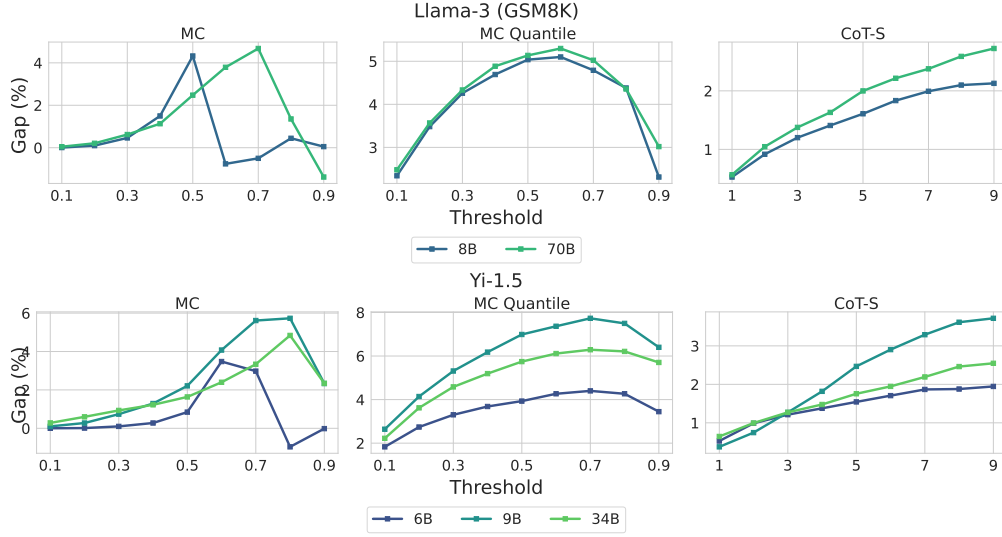 Llama-3 (GSM8K)
MC
MC Quantile
CoT-S
Gap (%)
4
2
0
5
4
3
2
1
0.1 0.3 0.5 0.7 0.9
0.1 0.3 0.5 0.7 0.9
1 3 5 7 9
Threshold
8B 70B
Yi-1.5
MC
MC Quantile
CoT-S
Gap (%)
6
4
2
0
8
6
4
2
3
2
1
0.1 0.3 0.5 0.7 0.9
0.1 0.3 0.5 0.7 0.9
1 3 5 7 9
Threshold
6B 9B 34B